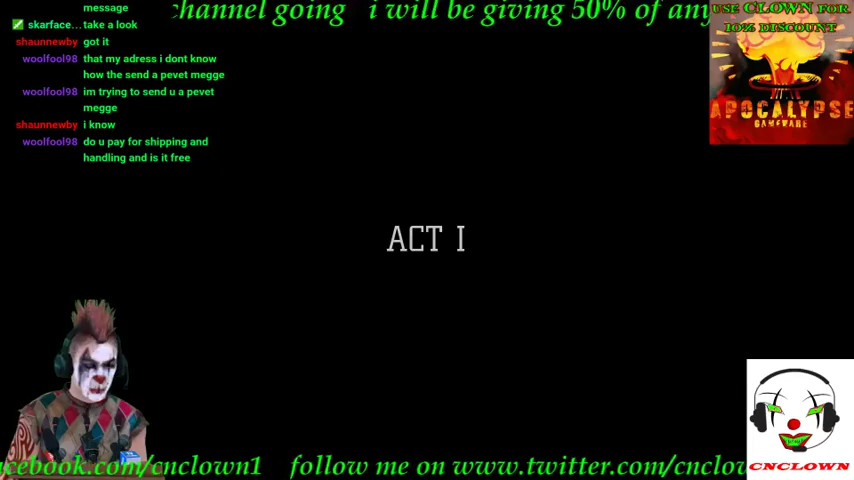 channel going   i will be giving 50% of any
message
skarface... take a look
shaunnewby got it
woolfool98 that my adress i dont know
how the send a pevet megge
woolfool98 im trying to send u a pevet
megge
shaunnewby i know
woolfool98 do u pay for shipping and
handling and is it free
USE CLOWN FOR
10% DISCOUNT
APOCALYPSE
GAMEWARE
ACT I
CNCLOWN
acebook.com/cnclown1   follow me on www.twitter.com/cnclow